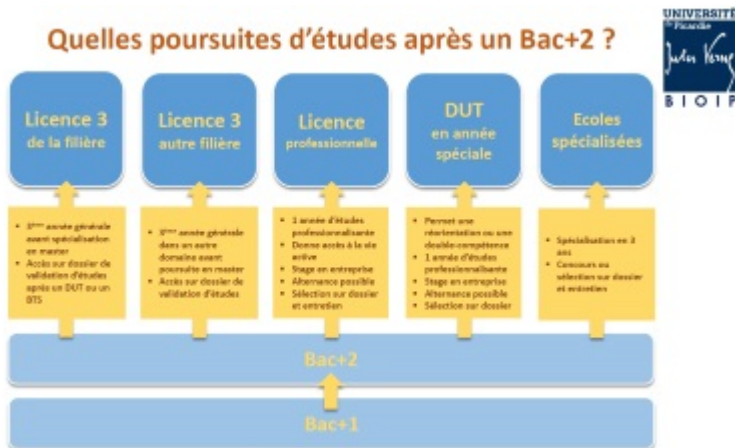 Quelles poursuites d'études après un Bac+2 ?
UNIVERSITÉ
de Picardie
Jules Verne
BIOIP
Licence 3
de la filière
Licence 3
autre filière
Licence
professionnelle
DUT
en année
spéciale
Ecoles
spécialisées
• 3ème année générale
avant spécialisation
en master
• Accès sur dossier de
validation d'études
après un DUT ou un
BTS
• 3ème année générale
dans un autre
domaine avant
poursuite en master
• Accès sur dossier de
validation d'études
• 1 année d'études
professionnalisante
• Donne accès à la vie
active
• Stage en entreprise
• Alternance possible
• Sélection sur dossier
et entretien
• Permet une
réorientation ou une
double-compétence
• 1 année d'études
professionnalisante
• Stage en entreprise
• Alternance possible
• Sélection sur dossier
• Spécialisation en 3
ans
• Concours ou
sélection sur dossier
et entretien
Bac+2
Bac+1